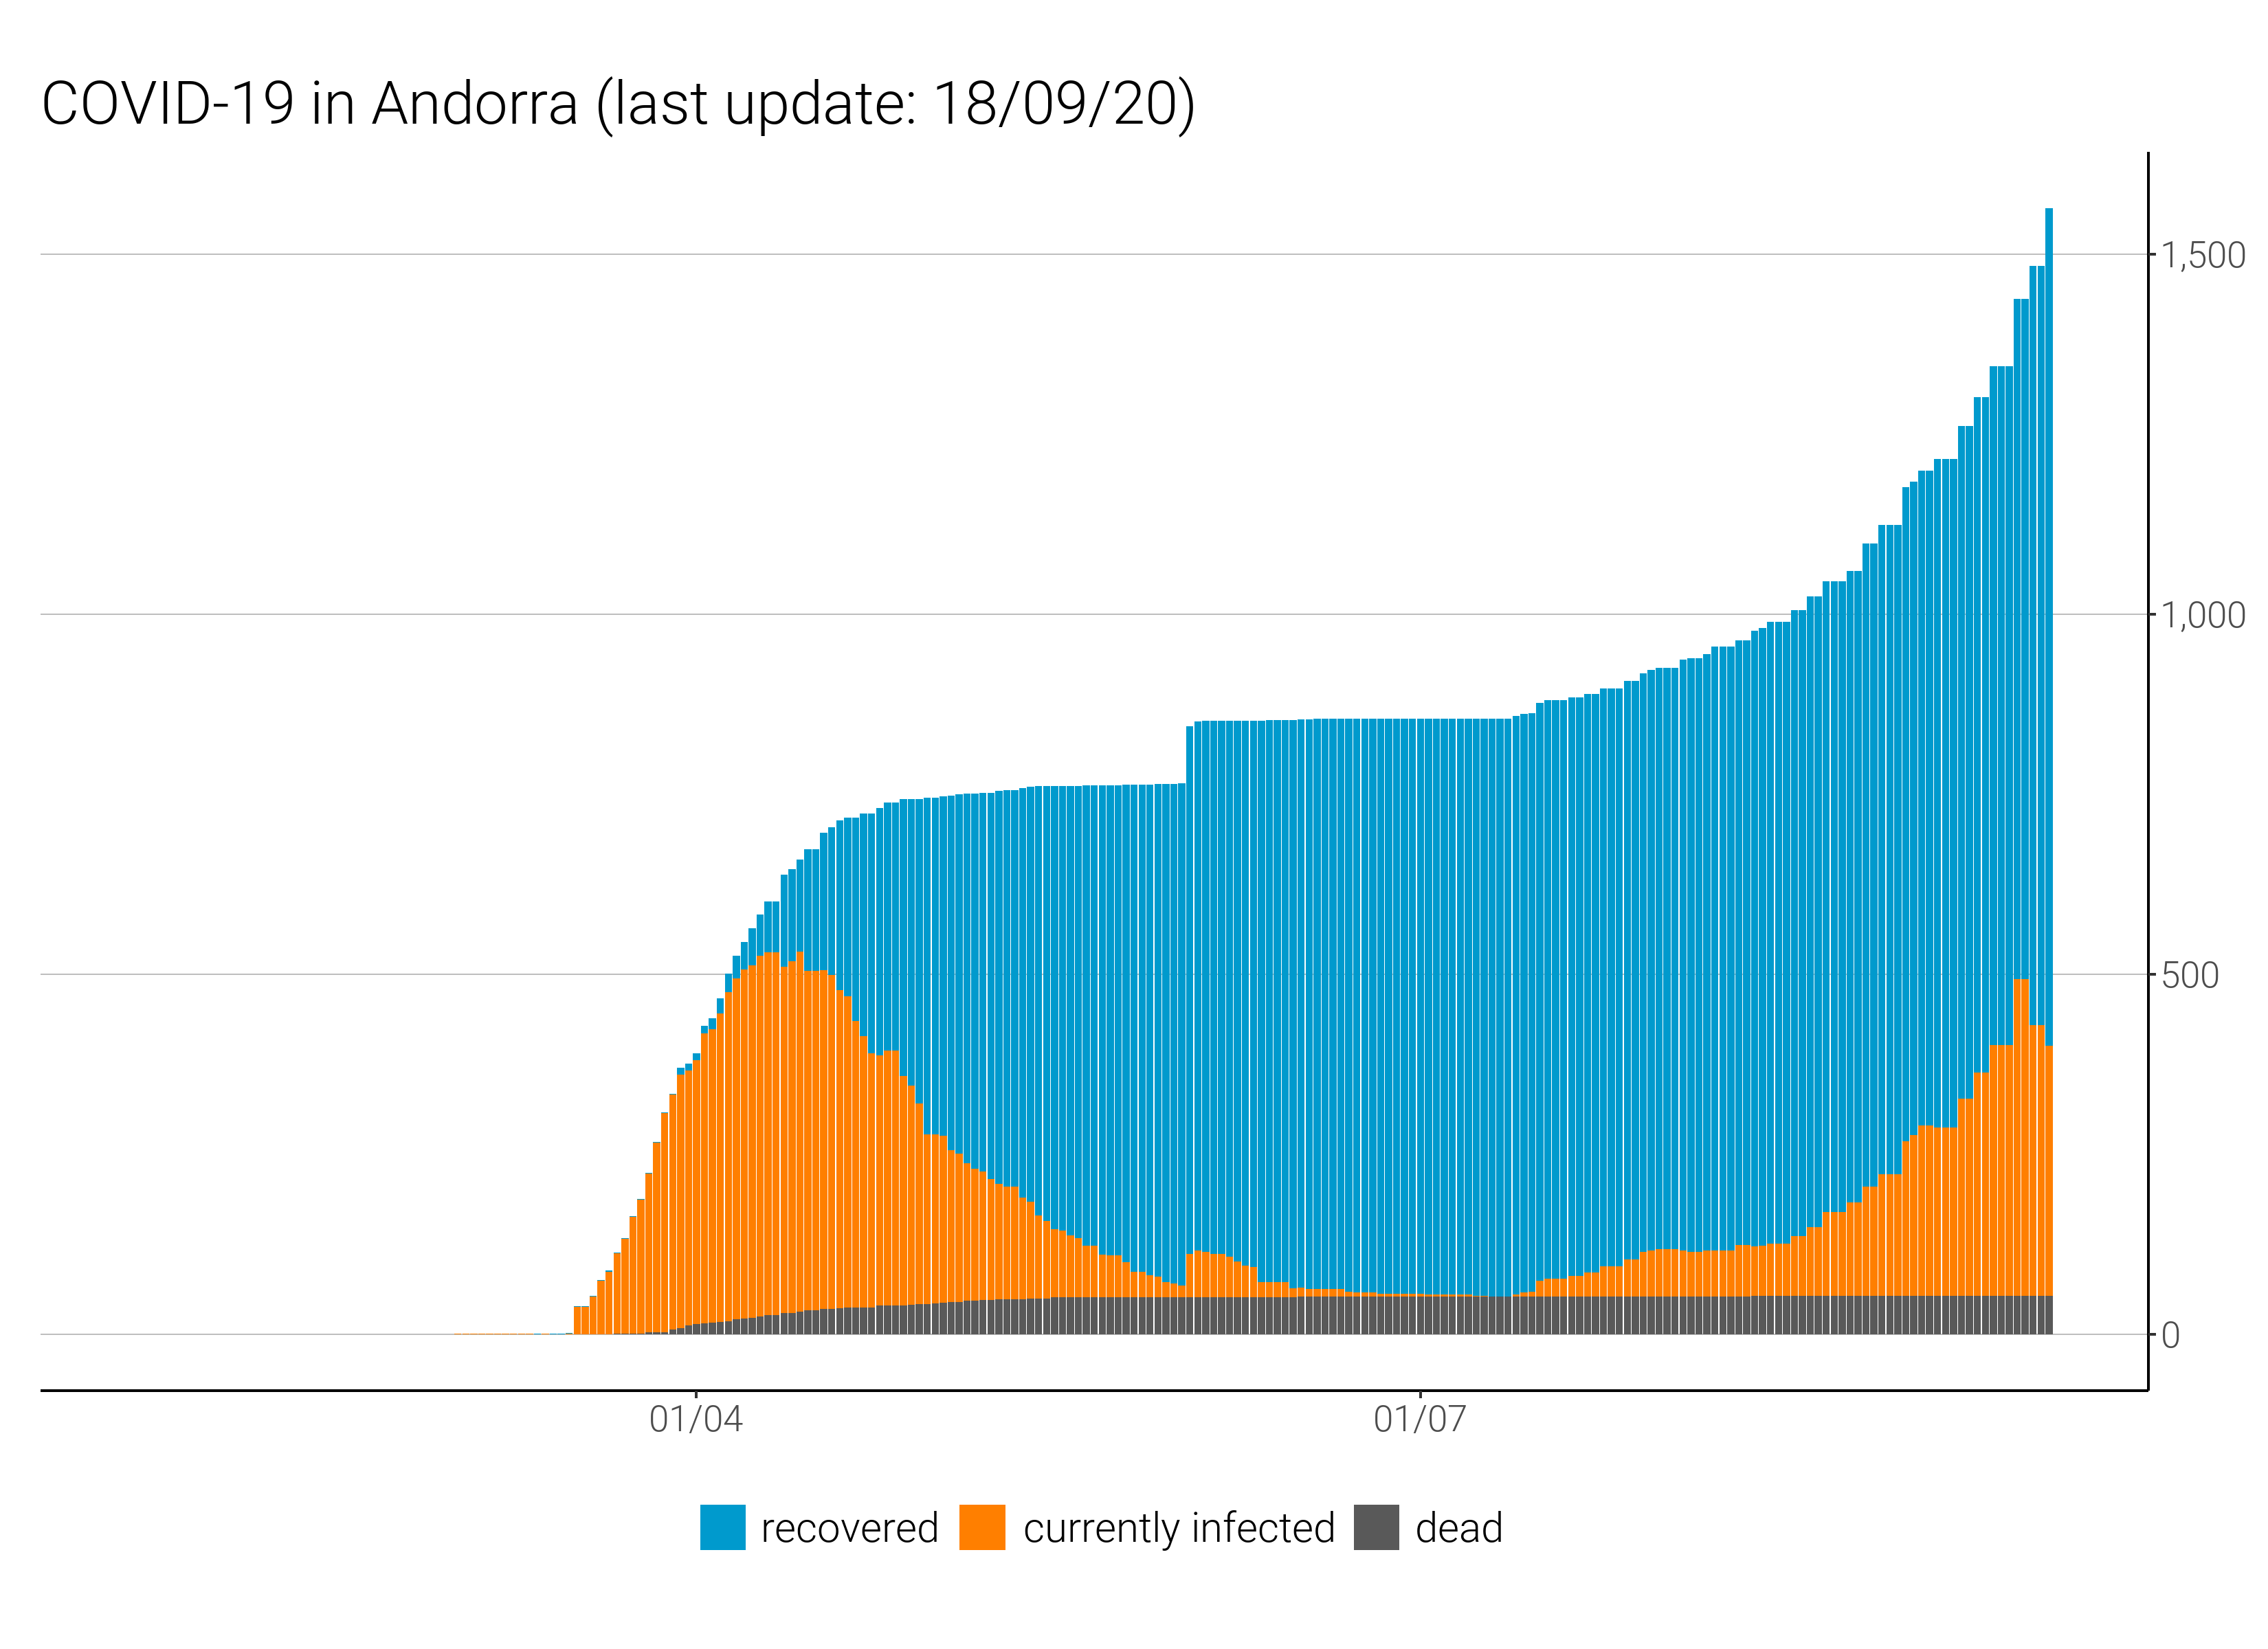 COVID-19 in Andorra (last update: 18/09/20)
1,500
1,000
500
0
01/04 01/07
recovered currently infected dead